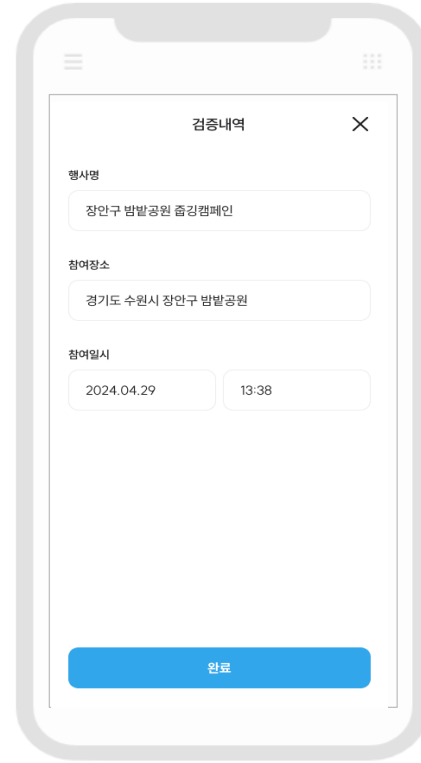 검증내역
행사명
장안구 밤밭공원 줍깅캠페인
참여장소
경기도 수원시 장안구 밤밭공원
참여일시
2024.04.29 13:38
완료